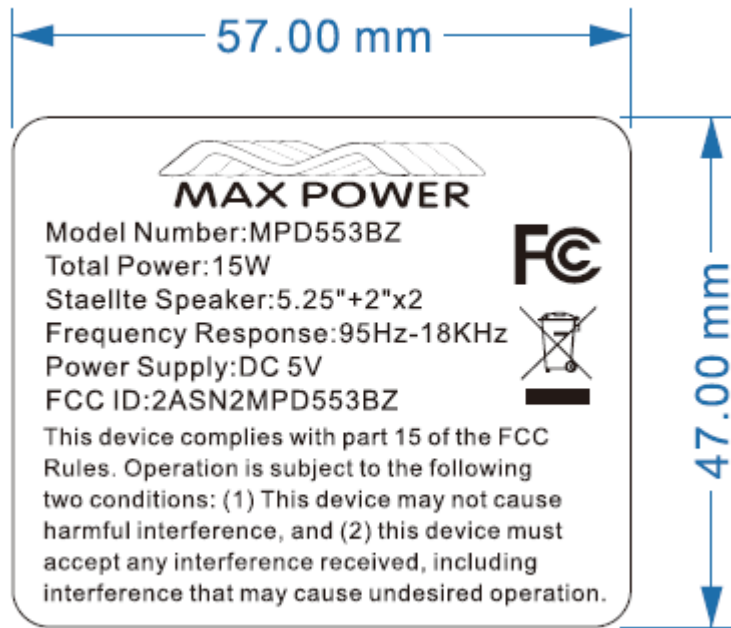 57.00 mm
MAX POWER
Model Number:MPD553BZ
Total Power:15W
Staellte Speaker:5.25"+2"x2
Frequency Response:95Hz-18KHz
Power Supply:DC 5V
FCC ID:2ASN2MPD553BZ
FC
This device complies with part 15 of the FCC
Rules. Operation is subject to the following
two conditions: (1) This device may not cause
harmful interference, and (2) this device must
accept any interference received, including
interference that may cause undesired operation.
47.00 mm